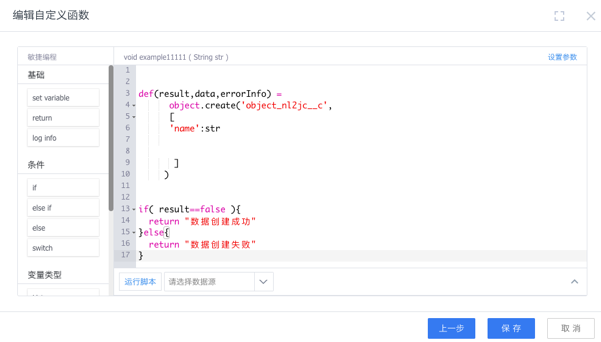 编辑自定义函数
敏捷编程
void example11111 ( String str )
设置参数
基础
set variable
return
log info
条件
if
else if
else
switch
变量类型
1
2
3 def(result,data,errorInfo) =
4 object.create('object_nl2jc__c',
5 [
6 'name':str
7
8
9 ]
10 )
11
12
13 if( result==false ){
14 return "数据创建成功"
15 }else{
16 return "数据创建失败"
17 }
运行脚本
请选择数据源
上一步
保 存
取 消